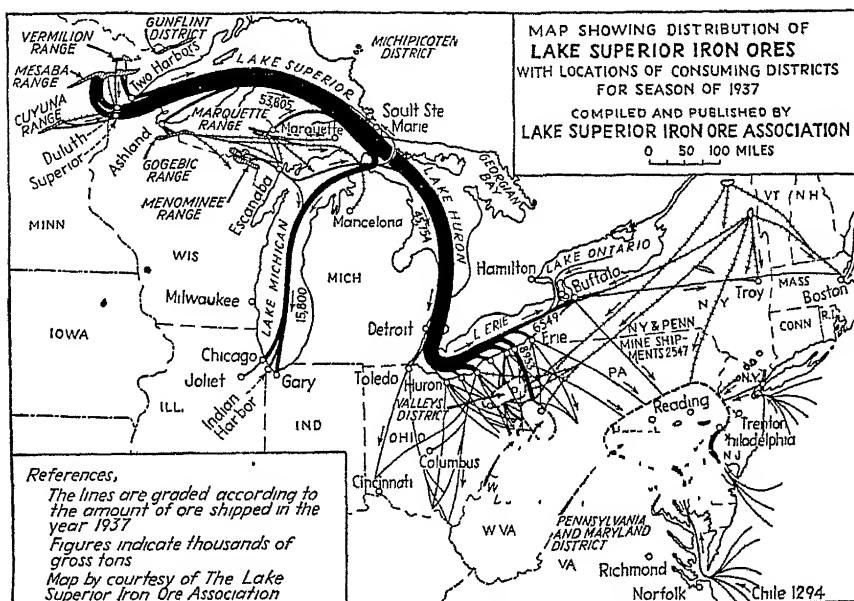 MAP SHOWING DISTRIBUTION OF
LAKE SUPERIOR IRON ORES
WITH LOCATIONS OF CONSUMING DISTRICTS
FOR SEASON OF 1937
COMPILED AND PUBLISHED BY
LAKE SUPERIOR IRON ORE ASSOCIATION
0 50 100 MILES
GUNFLINT
DISTRICT
VERMILION
RANGE
MESABA
RANGE
CUYUNA
RANGE
Two Harbors
LAKE SUPERIOR
MICHIPICOTEN
DISTRICT
53,805
MARQUETTE
RANGE
Marquette
Sault Ste
Marie
Duluth
Superior
Ashland
GOGEBIC
RANGE
MENOMINEE
RANGE
Escanaba
Mancelona
LAKE HURON
GEORGIAN
BAY
MINN
WIS
MICH
IOWA
ILL.
IND
OHIO
LAKE MICHIGAN
15,800
Milwaukee
Chicago
Joliet
Indian
Harbor
Gary
Detroit
Toledo
Huron
VALLEYS
DISTRICT
Columbus
Cincinnati
L. ERIE
6549
Erie
Hamilton
LAKE ONTARIO
Buffalo
N.Y.
VT
NH
MASS
Boston
Troy
CONN
R.I.
N.Y. & PENN
MINE SHIP-
MENTS 2547
PA
N.Y.
Reading
Trenton
Philadelphia
NJ
W VA
PENNSYLVANIA
AND MARYLAND
DISTRICT
VA
Richmond
Norfolk
Chile 1294
References,
The lines are graded according to
the amount of ore shipped in the
year 1937
Figures indicate thousands of
gross tons
Map by courtesy of The Lake
Superior Iron Ore Association